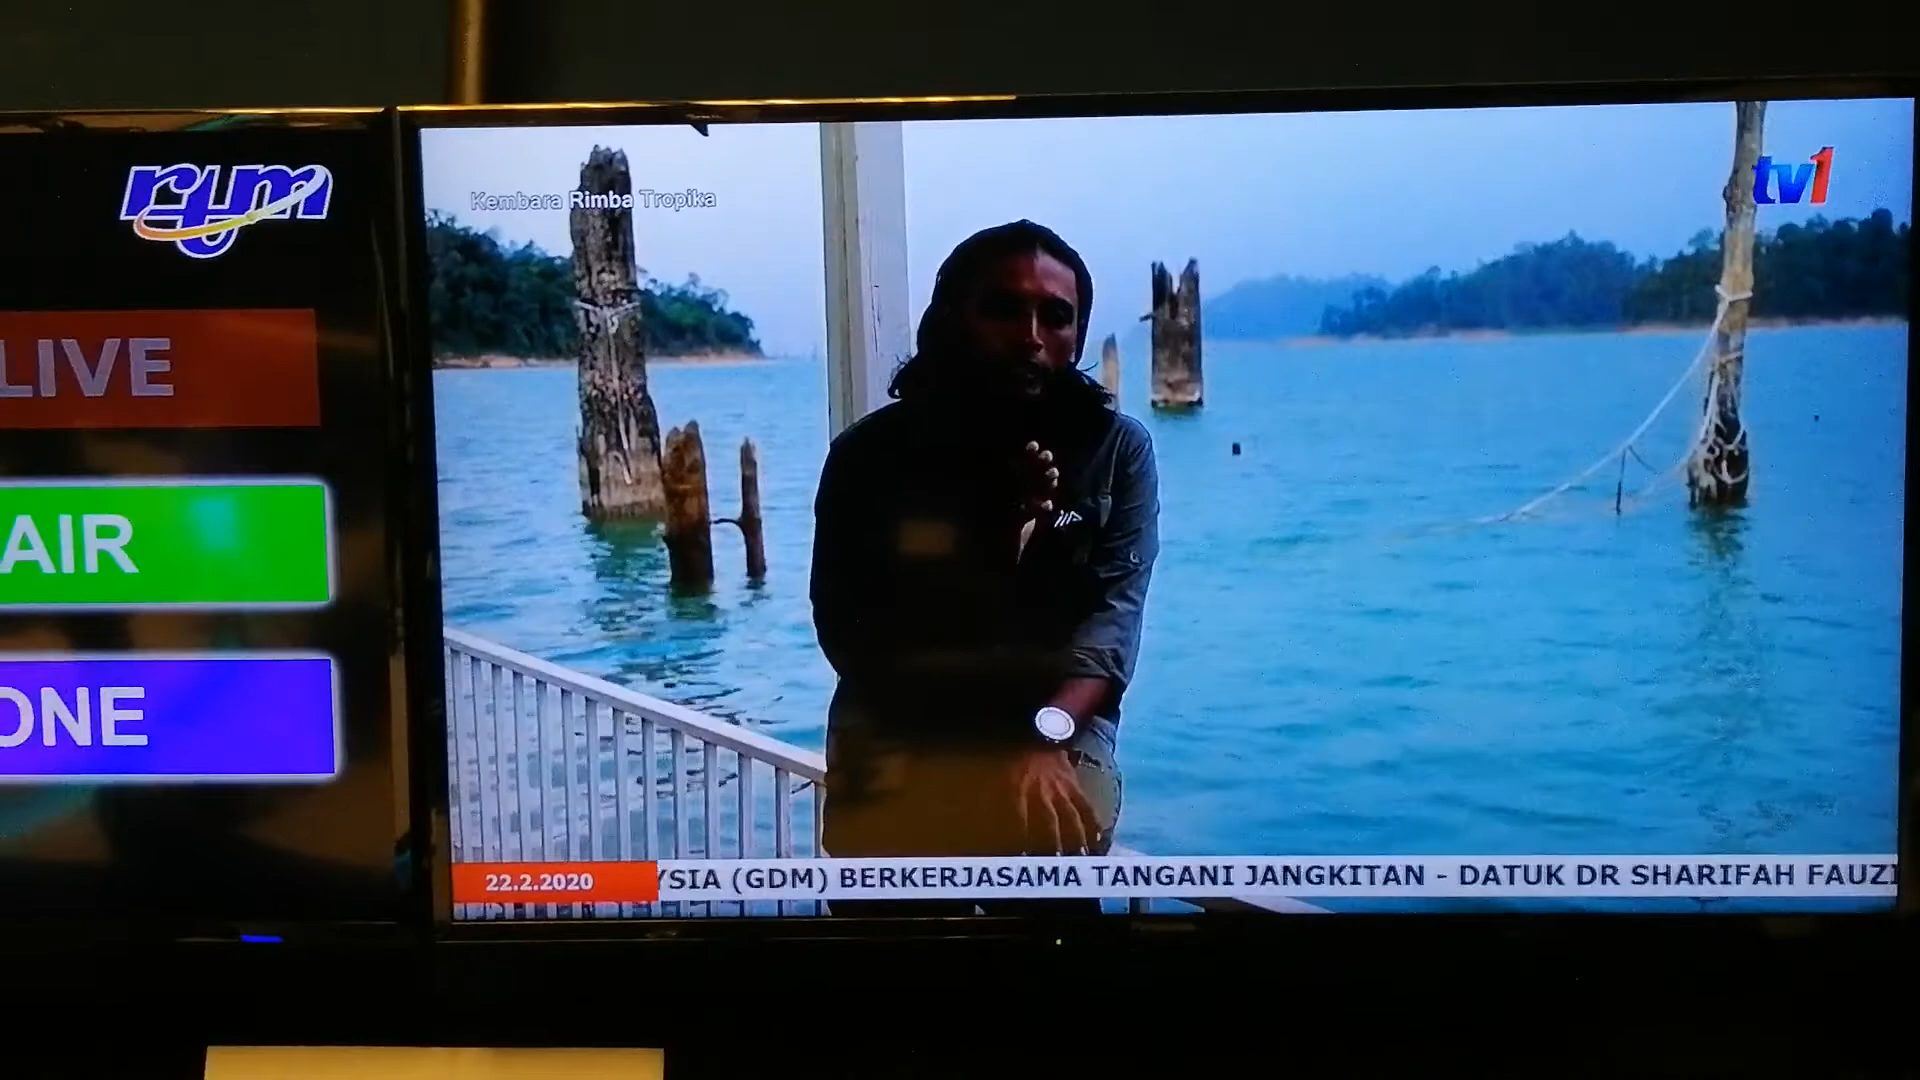 rtm
LIVE
AIR
ONE
Kembara Rimba Tropika
tv1
22.2.2020
YSIA (GDM) BERKERJASAMA TANGANI JANGKITAN - DATUK DR SHARIFAH FAUZI